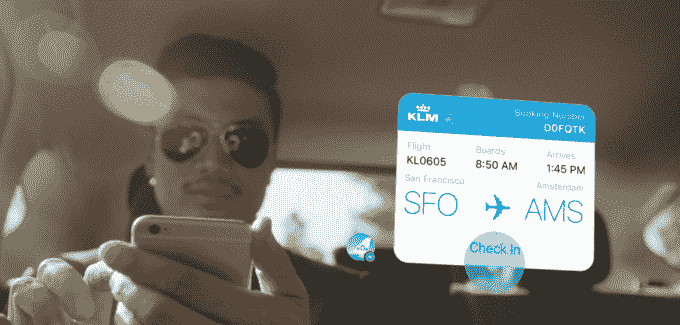 KLM
Booking Number
O0FQTK
Flight
Boards
Arrives
KL0605
8:50 AM
1:45 PM
San Francisco
Amsterdam
SFO
AMS
Check in